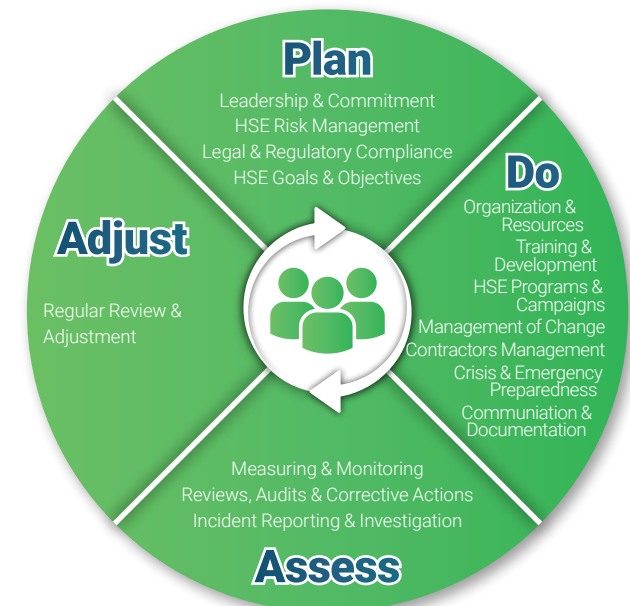 Plan
Leadership & Commitment
HSE Risk Management
Legal & Regulatory Compliance
HSE Goals & Objectives
Do
Organization &
Resources
Training &
Development
HSE Programs &
Campaigns
Management of Change
Contractors Management
Crisis & Emergency
Preparedness
Communiation &
Documentation
Measuring & Monitoring
Reviews, Audits & Corrective Actions
Incident Reporting & Investigation
Assess
Adjust
Regular Review &
Adjustment